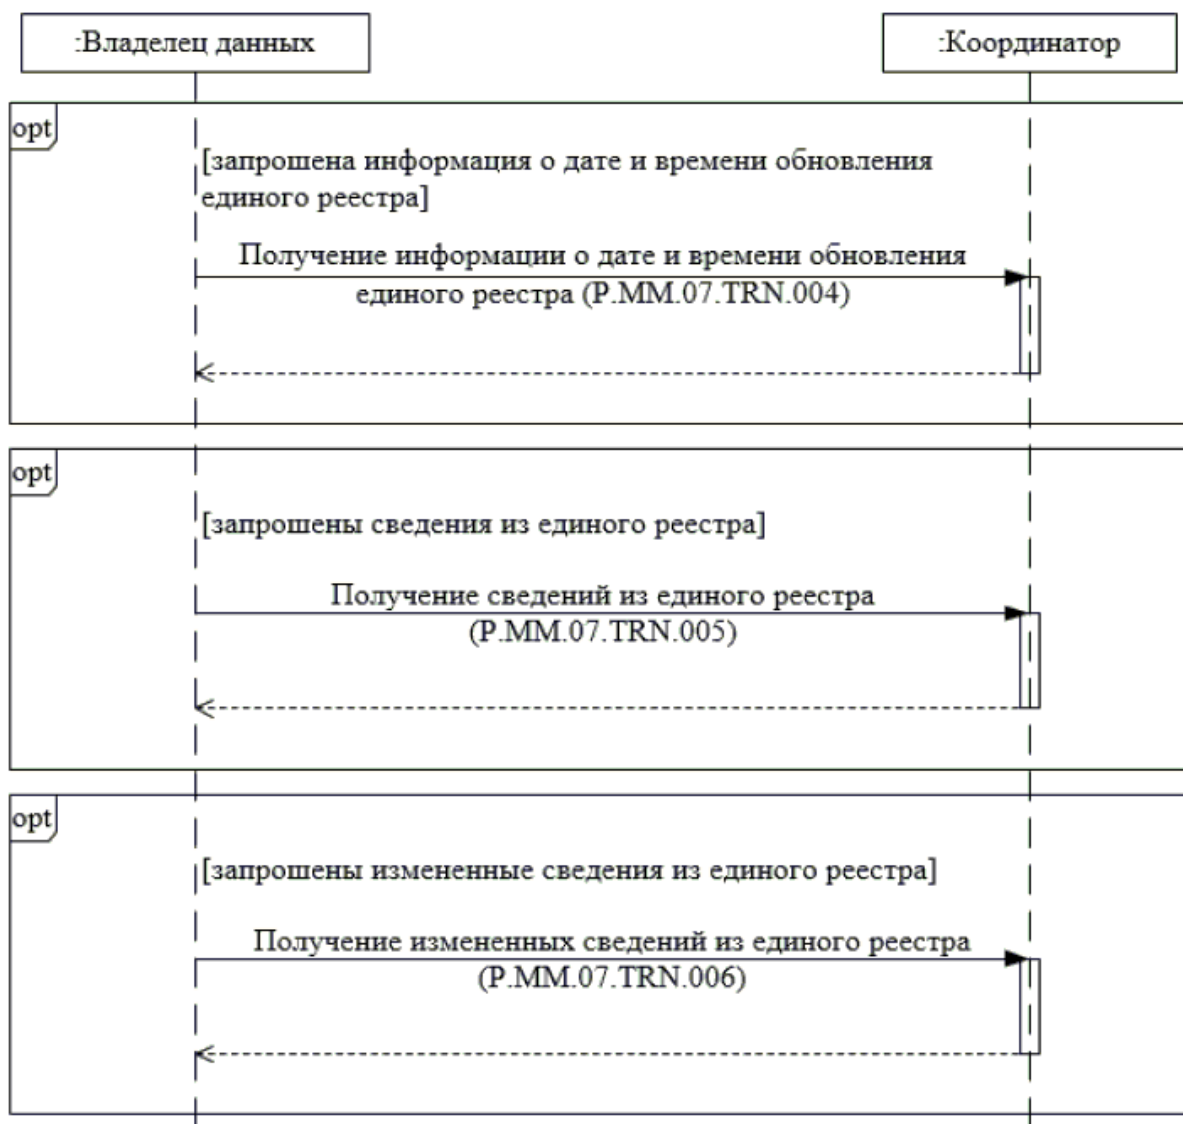 :Владелец данных
:Координатор
opt
[запрошена информация о дате и времени обновления
единого реестра]
Получение информации о дате и времени обновления
единого реестра (P.MM.07.TRN.004)
opt
[запрошены сведения из единого реестра]
Получение сведений из единого реестра
(P.MM.07.TRN.005)
opt
[запрошены измененные сведения из единого реестра]
Получение измененных сведений из единого реестра
(P.MM.07.TRN.006)